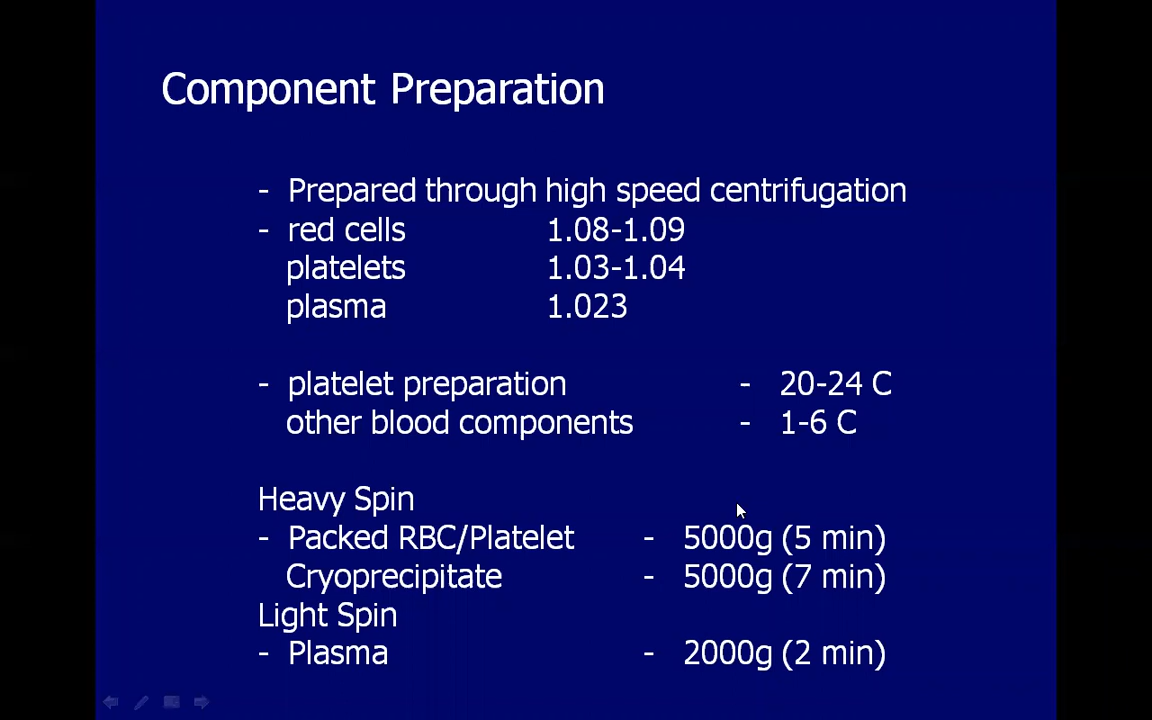 Component Preparation
- Prepared through high speed centrifugation
- red cells 1.08-1.09
platelets 1.03-1.04
plasma 1.023
- platelet preparation - 20-24 C
other blood components - 1-6 C
Heavy Spin
- Packed RBC/Platelet - 5000g (5 min)
Cryoprecipitate - 5000g (7 min)
Light Spin
- Plasma - 2000g (2 min)